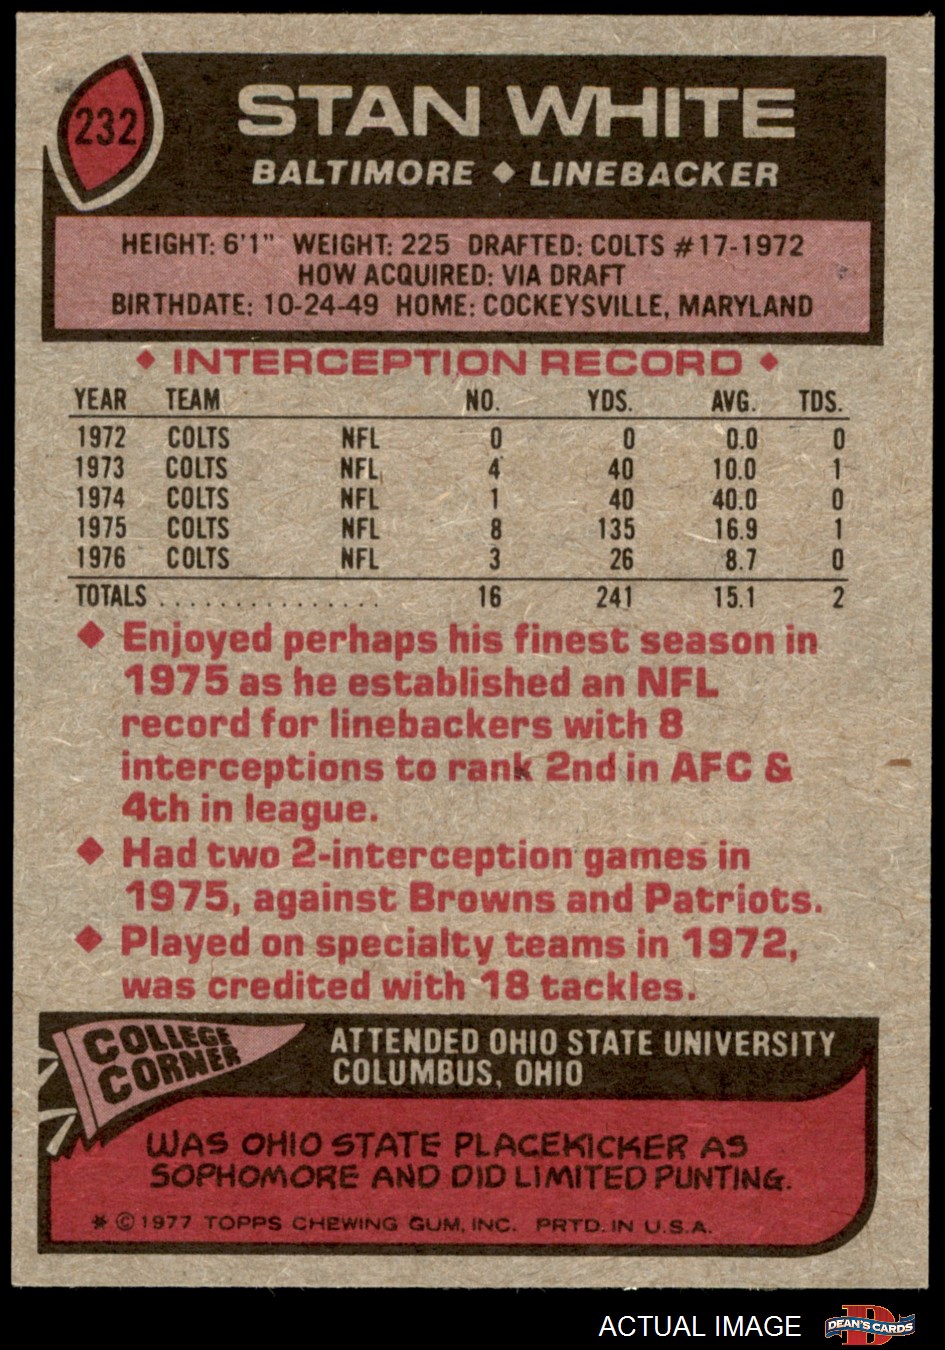 232
STAN WHITE
BALTIMORE ◆ LINEBACKER
HEIGHT: 6'1" WEIGHT: 225 DRAFTED: COLTS #17-1972
HOW ACQUIRED: VIA DRAFT
BIRTHDATE: 10-24-49 HOME: COCKEYSVILLE, MARYLAND
◆ INTERCEPTION RECORD ◆
YEAR TEAM NO. YDS. AVG. TDS.
1972 COLTS NFL 0 0 0.0 0
1973 COLTS NFL 4 40 10.0 1
1974 COLTS NFL 1 40 40.0 0
1975 COLTS NFL 8 135 16.9 1
1976 COLTS NFL 3 26 8.7 0
TOTALS ................ 16 241 15.1 2
◆ Enjoyed perhaps his finest season in
1975 as he established an NFL
record for linebackers with 8
interceptions to rank 2nd in AFC &
4th in league.
◆ Had two 2-interception games in
1975, against Browns and Patriots.
◆ Played on specialty teams in 1972,
was credited with 18 tackles.
COLLEGE
CORNER
ATTENDED OHIO STATE UNIVERSITY
COLUMBUS, OHIO
WAS OHIO STATE PLACEKICKER AS
SOPHOMORE AND DID LIMITED PUNTING.
* © 1977 TOPPS CHEWING GUM, INC. PRTD. IN U.S.A.
ACTUAL IMAGE
D
DEAN'S CARDS